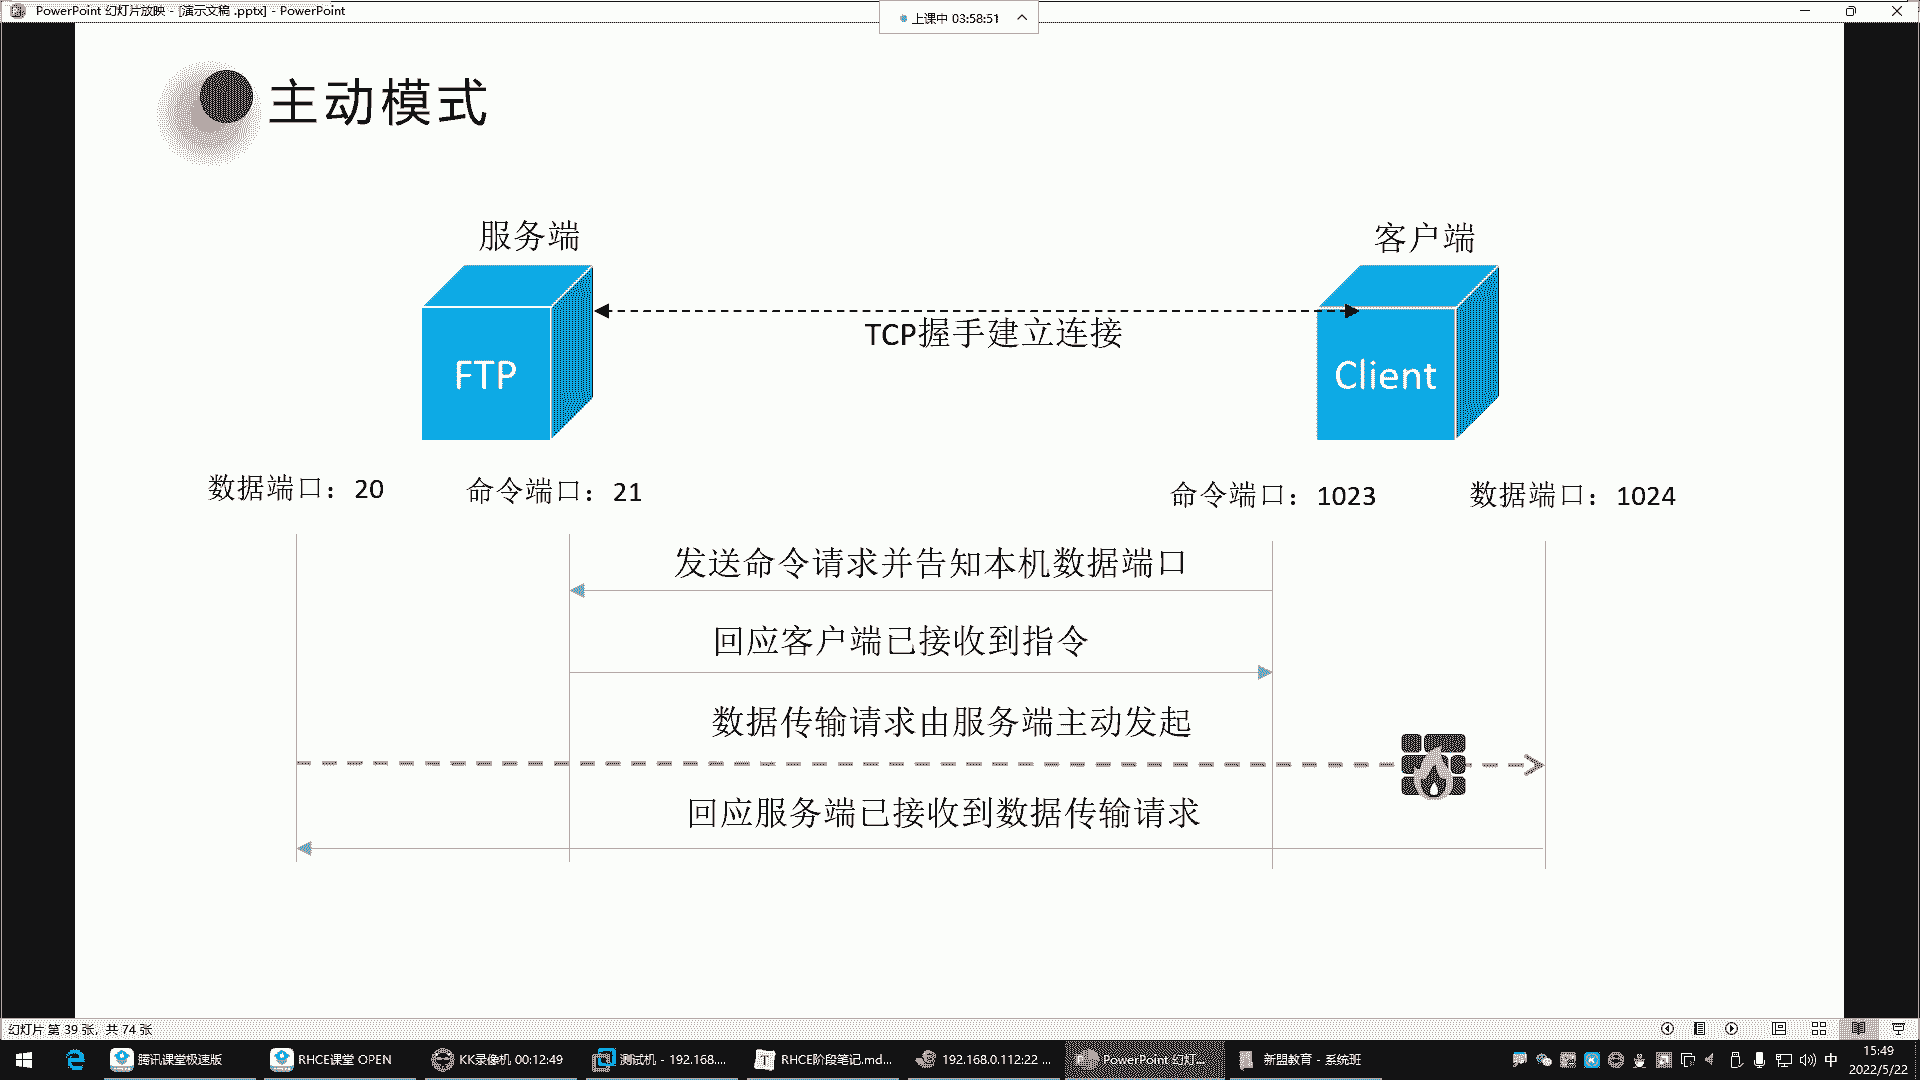 PowerPoint 幻灯片放映 - [演示文稿 .pptx] - PowerPoint
上课中 03:58:51
主动模式
服务端
客户端
TCP握手建立连接
FTP
Client
数据端口：20
命令端口：21
命令端口：1023
数据端口：1024
发送命令请求并告知本机数据端口
回应客户端已接收到指令
数据传输请求由服务端主动发起
回应服务端已接收到数据传输请求
幻灯片 第 39 张，共 74 张
腾讯课堂极速版
RHCE课堂 OPEN
KK录像机 00:12:49
测试机 - 192.168....
RHCE阶段笔记.md...
192.168.0.112:22 ...
PowerPoint 幻灯...
新盟教育 - 系统班
中
15:49
2022/5/22